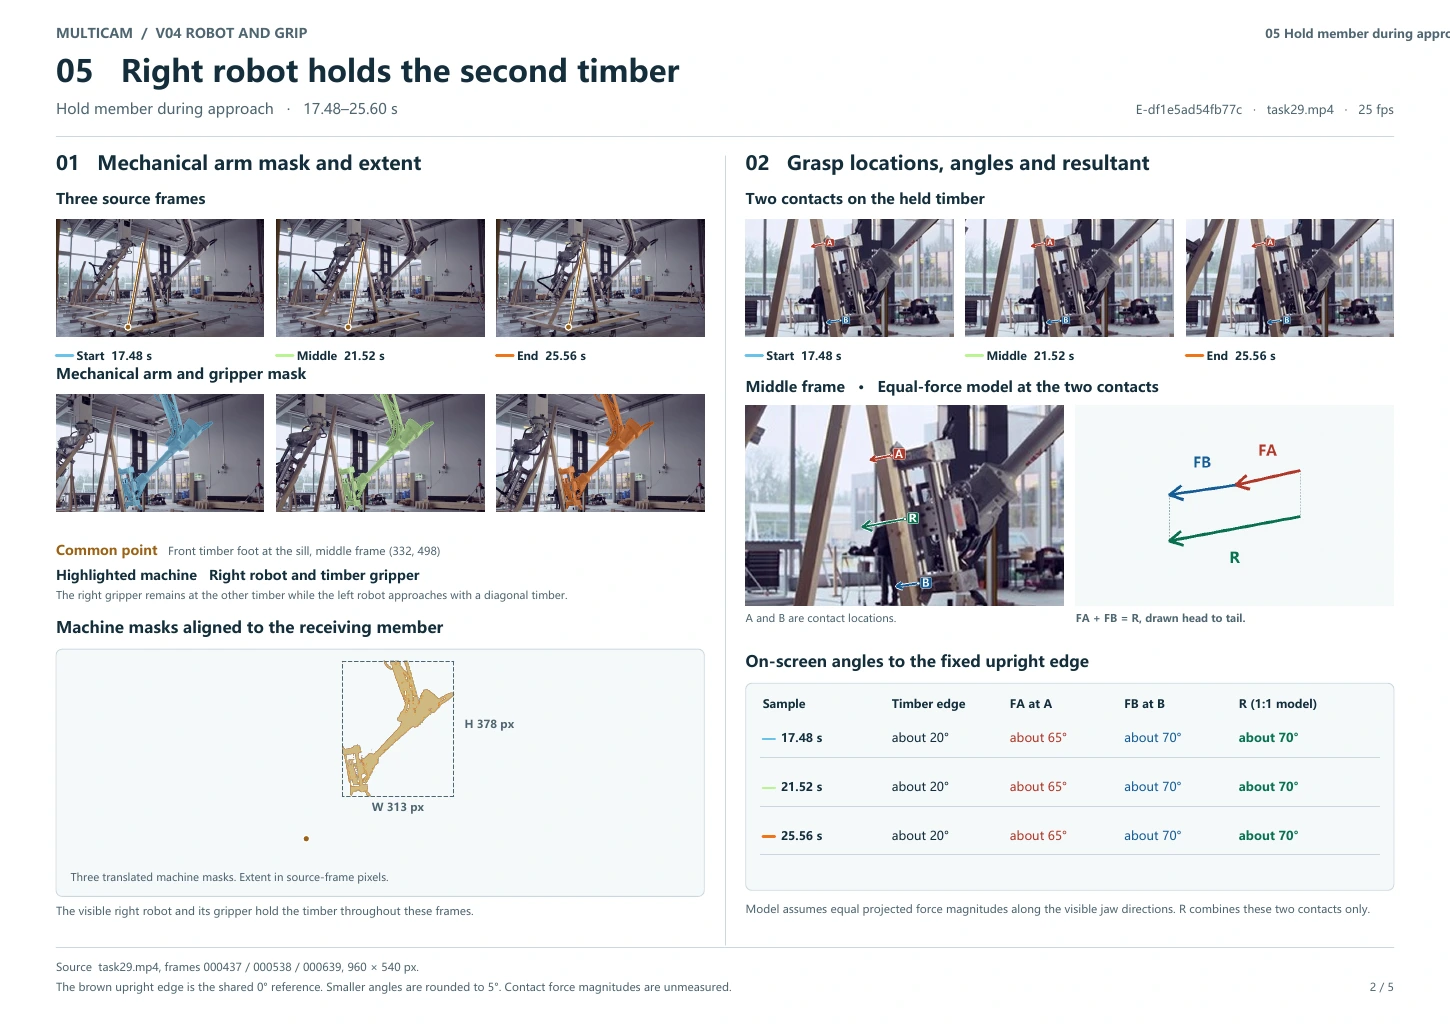 MULTICAM / V04 ROBOT AND GRIP
05 Hold member during appro
05 Right robot holds the second timber
Hold member during approach · 17.48–25.60 s
E-df1e5ad54fb77c · task29.mp4 · 25 fps
01 Mechanical arm mask and extent
Three source frames
Start 17.48 s
Middle 21.52 s
End 25.56 s
Mechanical arm and gripper mask
Common point Front timber foot at the sill, middle frame (332, 498)
Highlighted machine Right robot and timber gripper
The right gripper remains at the other timber while the left robot approaches with a diagonal timber.
Machine masks aligned to the receiving member
H 378 px
W 313 px
Three translated machine masks. Extent in source-frame pixels.
The visible right robot and its gripper hold the timber throughout these frames.
02 Grasp locations, angles and resultant
Two contacts on the held timber
A
B
A
B
A
B
Start 17.48 s
Middle 21.52 s
End 25.56 s
Middle frame • Equal-force model at the two contacts
A
R
B
FB
FA
R
A and B are contact locations.
FA + FB = R, drawn head to tail.
On-screen angles to the fixed upright edge
Sample Timber edge FA at A FB at B R (1:1 model)
17.48 s about 20° about 65° about 70° about 70°
21.52 s about 20° about 65° about 70° about 70°
25.56 s about 20° about 65° about 70° about 70°
Model assumes equal projected force magnitudes along the visible jaw directions. R combines these two contacts only.
Source task29.mp4, frames 000437 / 000538 / 000639, 960 × 540 px.
The brown upright edge is the shared 0° reference. Smaller angles are rounded to 5°. Contact force magnitudes are unmeasured.
2 / 5